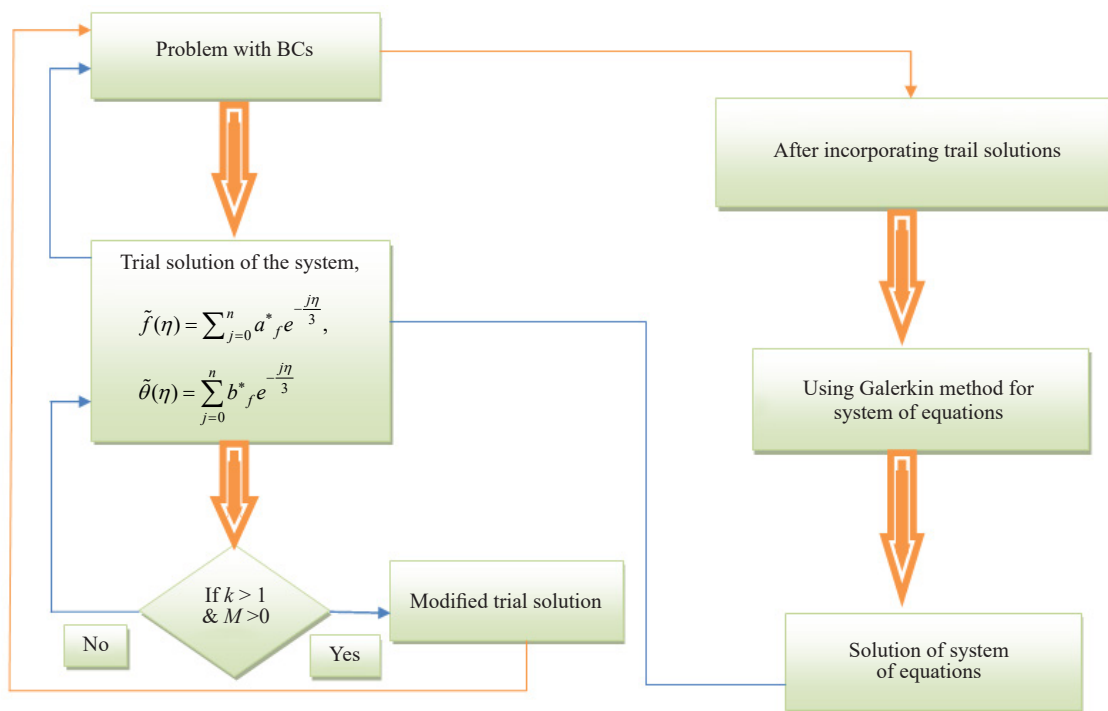 Problem with BCs
Trial solution of the system,
f̃(η) = ∑_{j=0}^{n} a*_f e^{-jη/3},
θ̃(η) = ∑_{j=0}^{n} b*_f e^{-jη/3}
If k > 1
& M >0
No
Yes
Modified trial solution
After incorporating trail solutions
Using Galerkin method for
system of equations
Solution of system
of equations